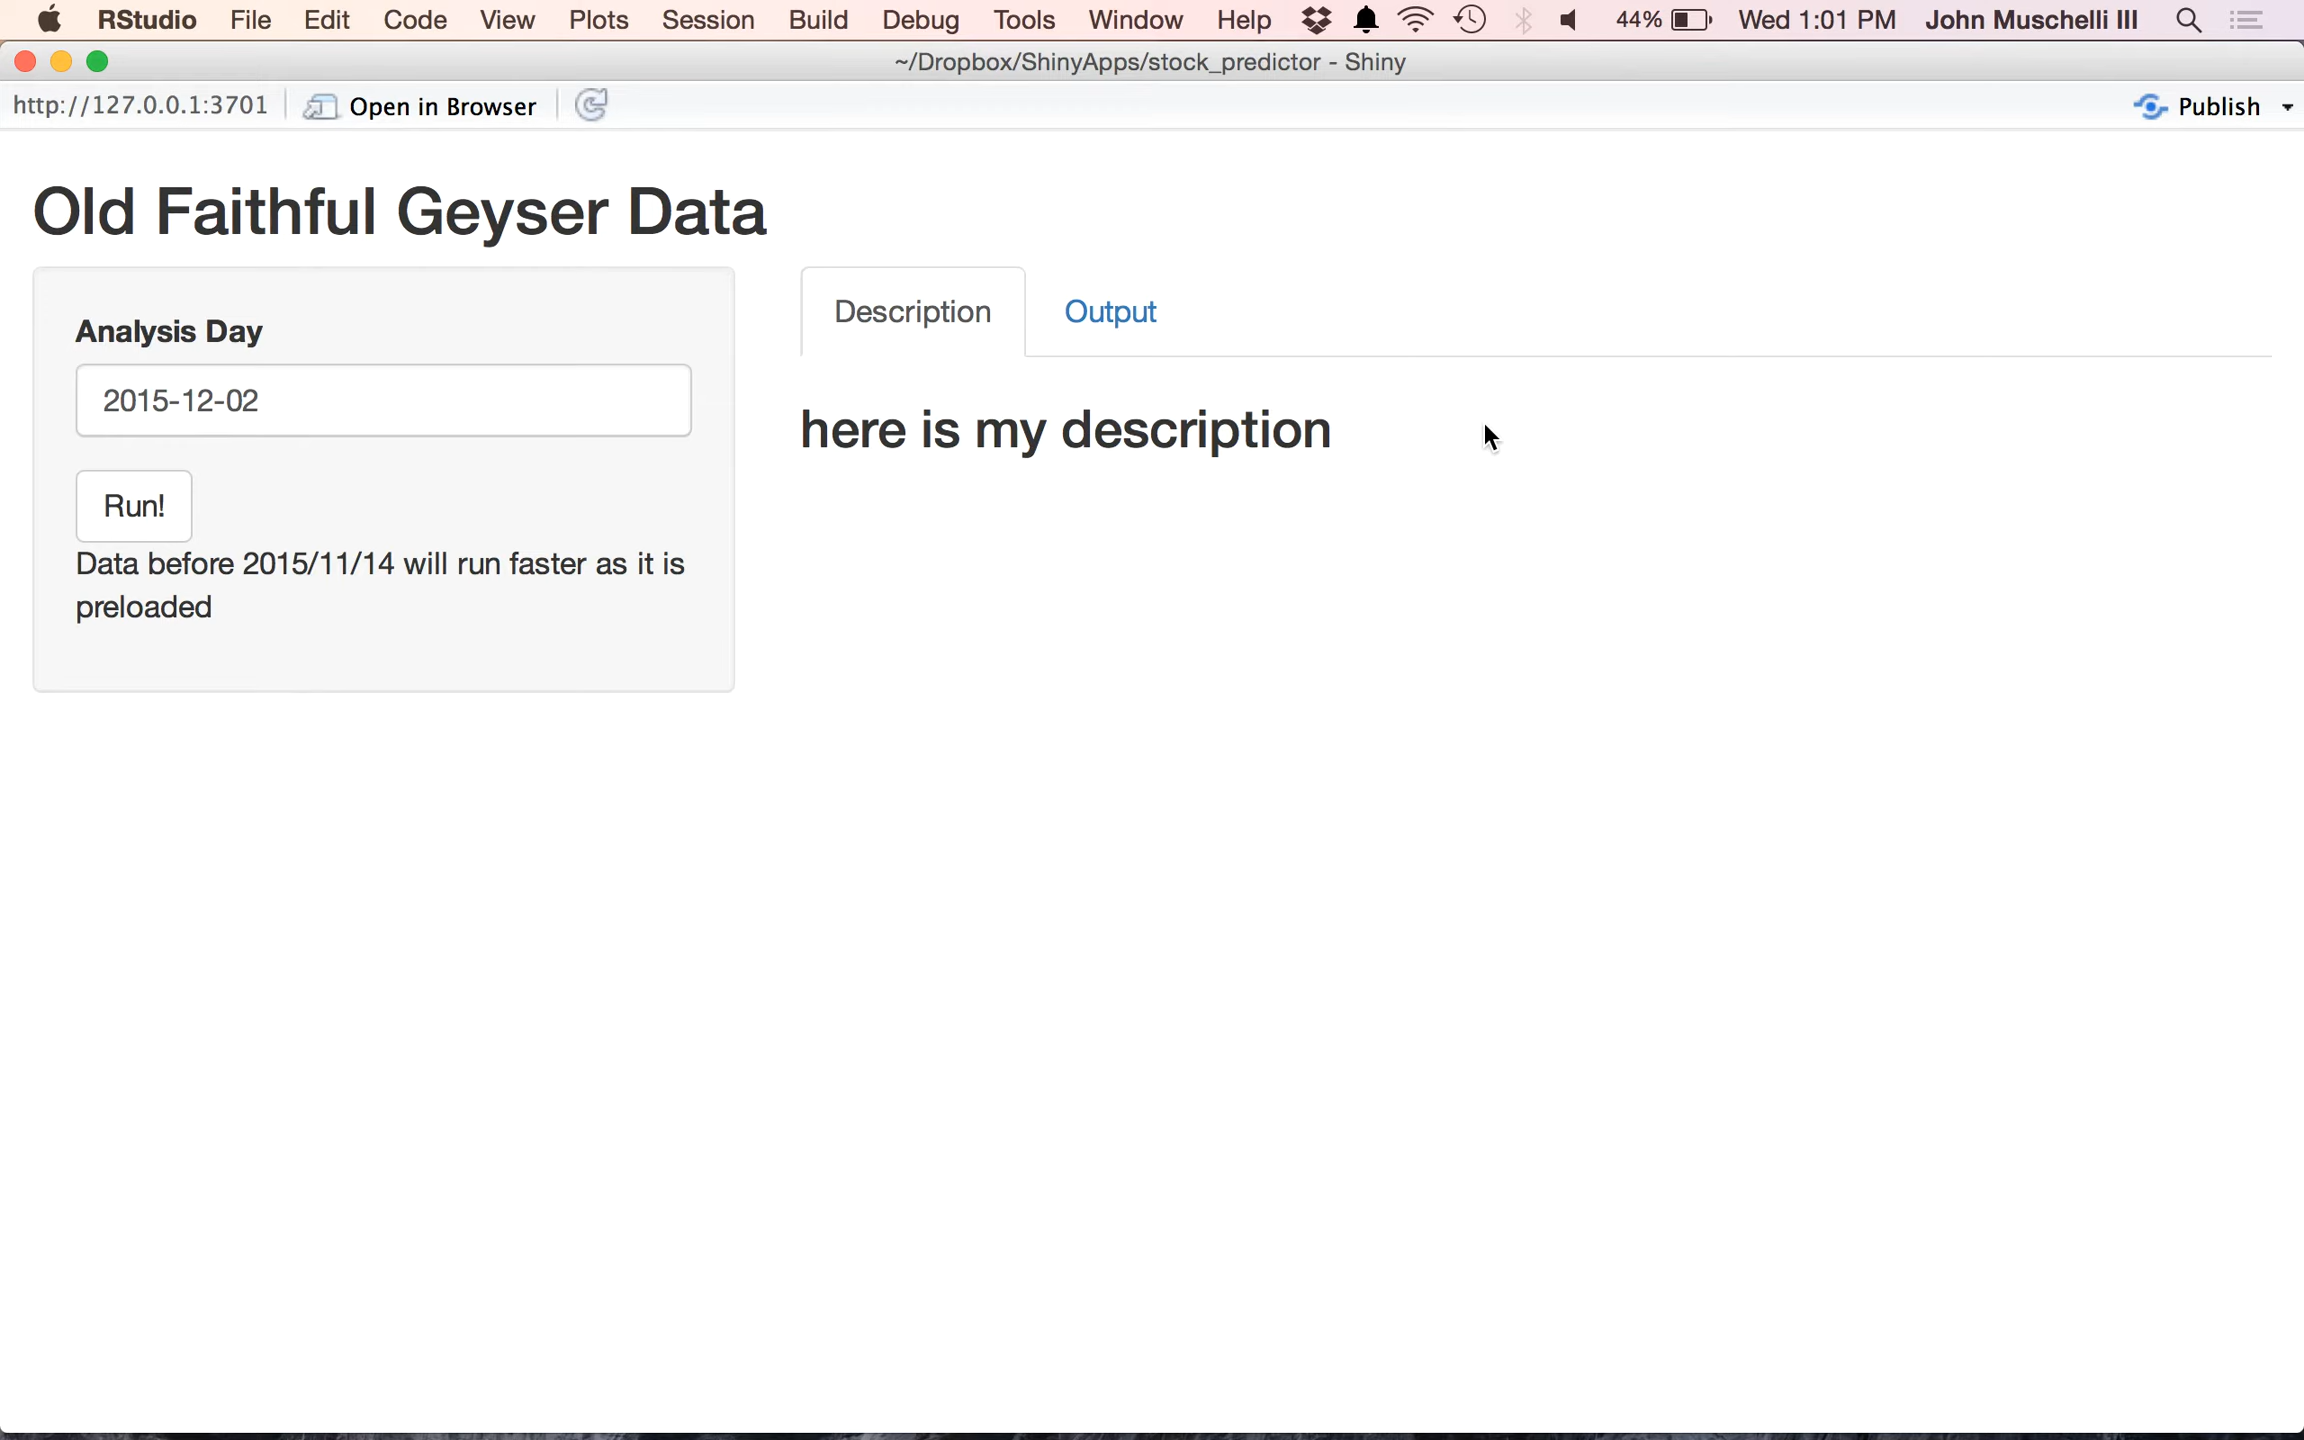 RStudio File Edit Code View Plots Session Build Debug Tools Window Help 44% Wed 1:01 PM John Muschelli III
~/Dropbox/ShinyApps/stock_predictor - Shiny
http://127.0.0.1:3701 Open in Browser Publish
Old Faithful Geyser Data
Analysis Day
2015-12-02
Run!
Data before 2015/11/14 will run faster as it is
preloaded
Description Output
here is my description